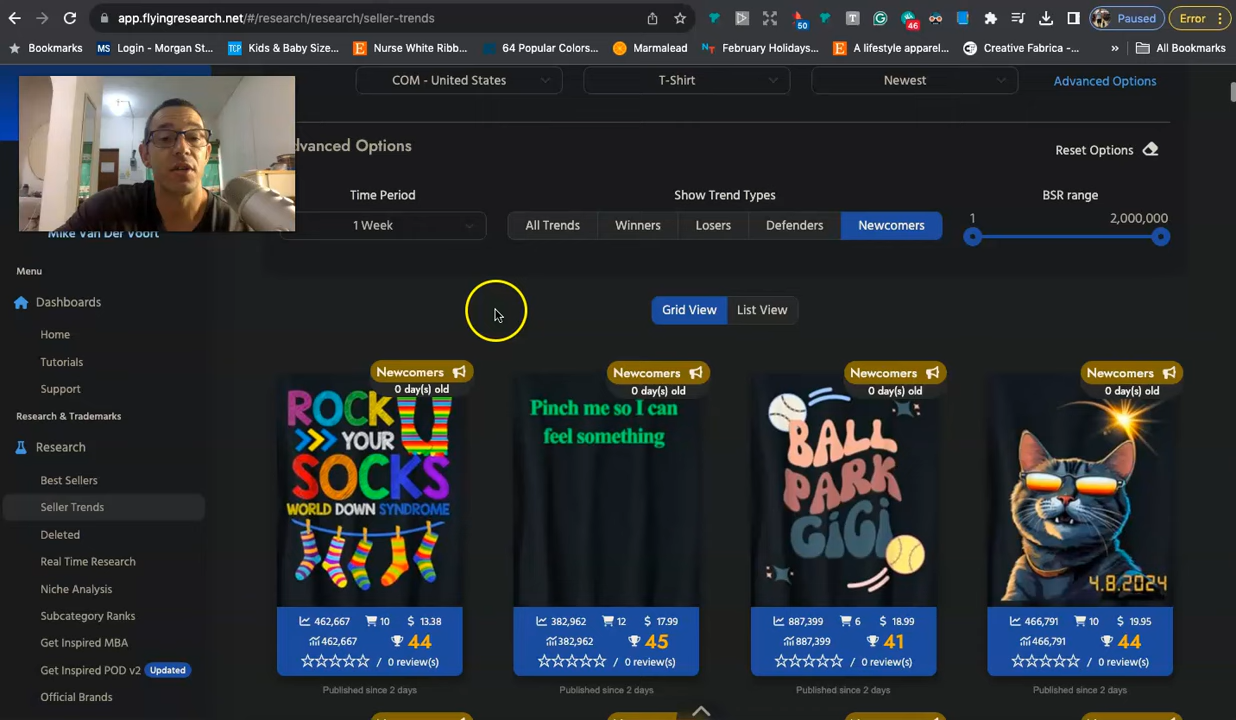 app.flyingresearch.net/#/research/research/seller-trends
50
46
Paused
Error
Bookmarks
MS Login - Morgan St...
TCP Kids & Baby Size...
E Nurse White Ribb...
64 Popular Colors...
Marmalead
NT February Holidays...
E A lifestyle apparel...
CF Creative Fabrica -...
»
All Bookmarks
COM - United States
T-Shirt
Newest
Advanced Options
dvanced Options
Reset Options
Time Period
Show Trend Types
BSR range
1 Week
All Trends
Winners
Losers
Defenders
Newcomers
1
2,000,000
Mike Van Der Voort
Menu
Dashboards
Home
Tutorials
Support
Research & Trademarks
Research
Best Sellers
Seller Trends
Deleted
Real Time Research
Niche Analysis
Subcategory Ranks
Get Inspired MBA
Get Inspired POD v2 Updated
Official Brands
Grid View
List View
Newcomers
0 day(s) old
ROCK
YOUR
SOCKS
WORLD DOWN SYNDROME
462,667 10 $ 13.38
462,667 44
/ 0 review(s)
Published since 2 days
Newcomers
0 day(s) old
Pinch me so I can
feel something
382,962 12 $ 17.99
382,962 45
/ 0 review(s)
Published since 2 days
Newcomers
0 day(s) old
BALL
PARK
GIGI
887,399 6 $ 18.99
887,399 41
/ 0 review(s)
Published since 2 days
Newcomers
0 day(s) old
4.8.2024
466,791 10 $ 19.95
466,791 44
/ 0 review(s)
Published since 2 days